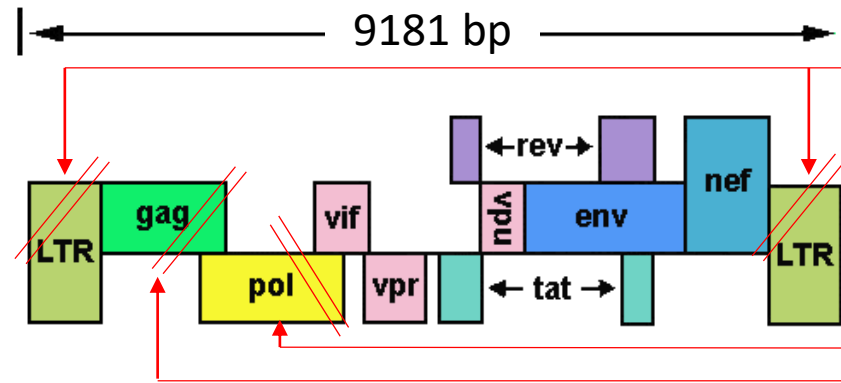 9181 bp
rev
nef
gag
vif
vpu
env
LTR
LTR
pol
vpr
tat